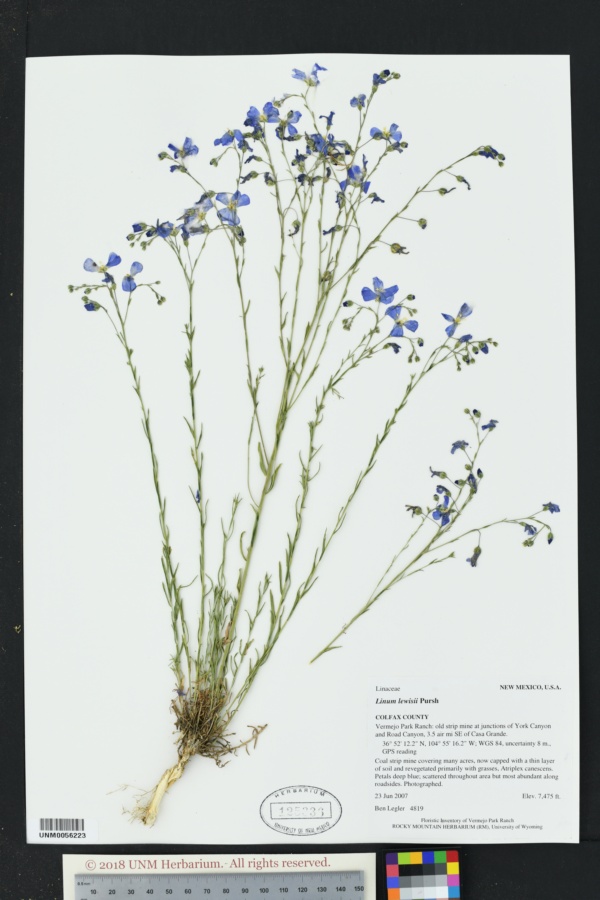 Linaceae NEW MEXICO, U.S.A.
Linum lewisii Pursh
COLFAX COUNTY
Vermejo Park Ranch: old strip mine at junctions of York Canyon
and Road Canyon, 3.5 air mi SE of Casa Grande.
36° 52' 12.2" N, 104° 55' 16.2" W; WGS 84, uncertainty 8 m.,
GPS reading
Coal strip mine covering many acres, now capped with a thin layer
of soil and revegetated primarily with grasses, Atriplex canescens.
Petals deep blue; scattered throughout area but most abundant along
roadsides. Photographed.
23 Jun 2007 Elev. 7,475 ft.
Ben Legler 4819
Floristic Inventory of Vermejo Park Ranch
ROCKY MOUNTAIN HERBARIUM (RM), University of Wyoming
HERBARIUM
UNIVERSITY OF NEW MEXICO
UNM0056223
© 2018 UNM Herbarium. All rights reserved.
10 20 30 40 50 60 70 80 90 100 110 120 130 140 150